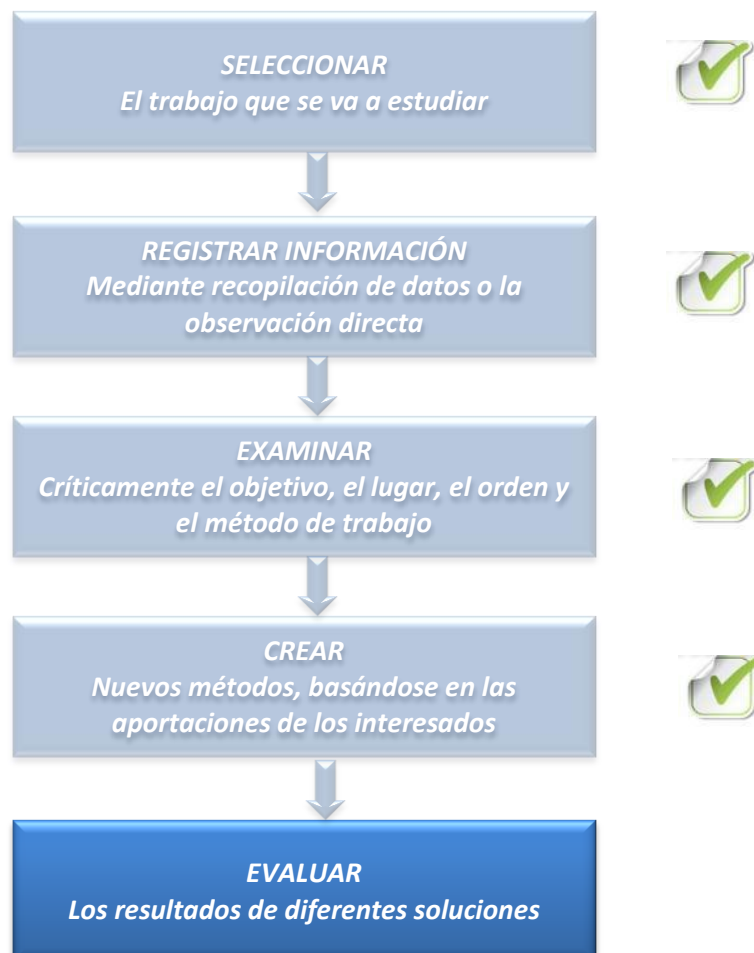 SELECCIONAR
El trabajo que se va a estudiar
REGISTRAR INFORMACIÓN
Mediante recopilación de datos o la
observación directa
EXAMINAR
Críticamente el objetivo, el lugar, el orden y
el método de trabajo
CREAR
Nuevos métodos, basándose en las
aportaciones de los interesados
EVALUAR
Los resultados de diferentes soluciones